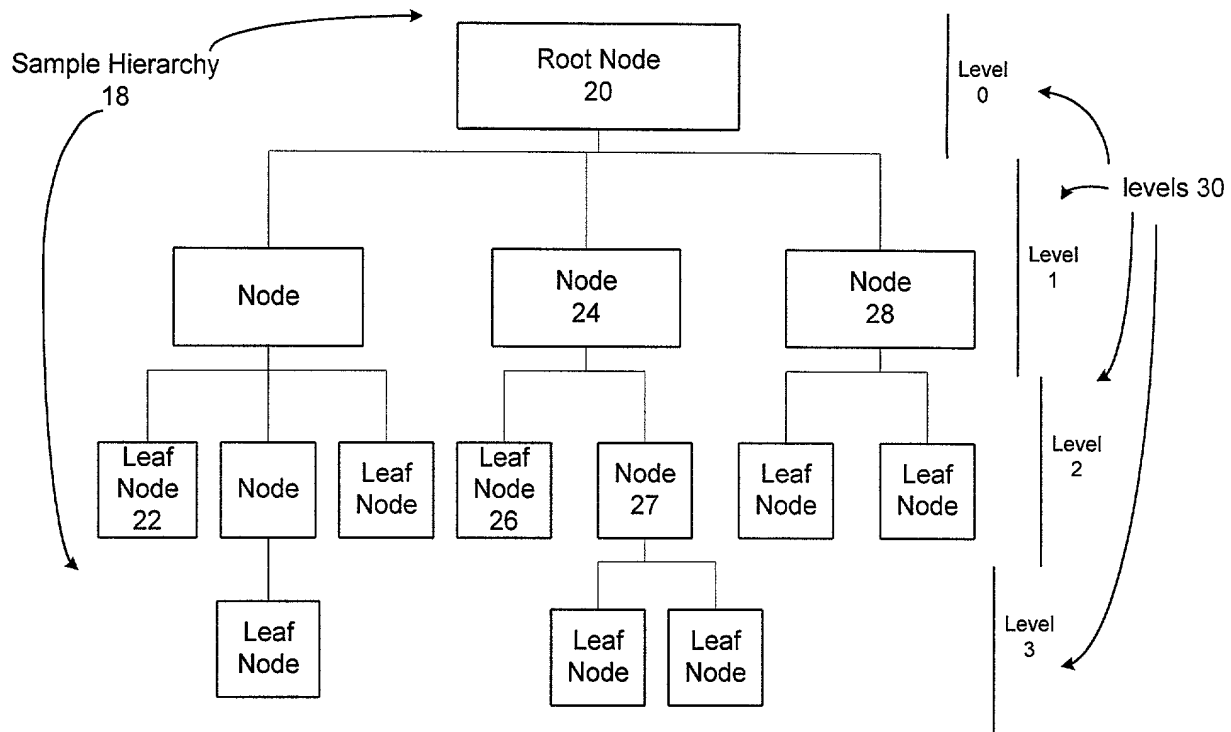 Sample Hierarchy
18
Root Node
20
Level
0
levels 30
Node
Node
24
Node
28
Level
1
Leaf
Node
22
Node
Leaf
Node
Leaf
Node
26
Node
27
Leaf
Node
Leaf
Node
Level
2
Leaf
Node
Leaf
Node
Leaf
Node
Level
3